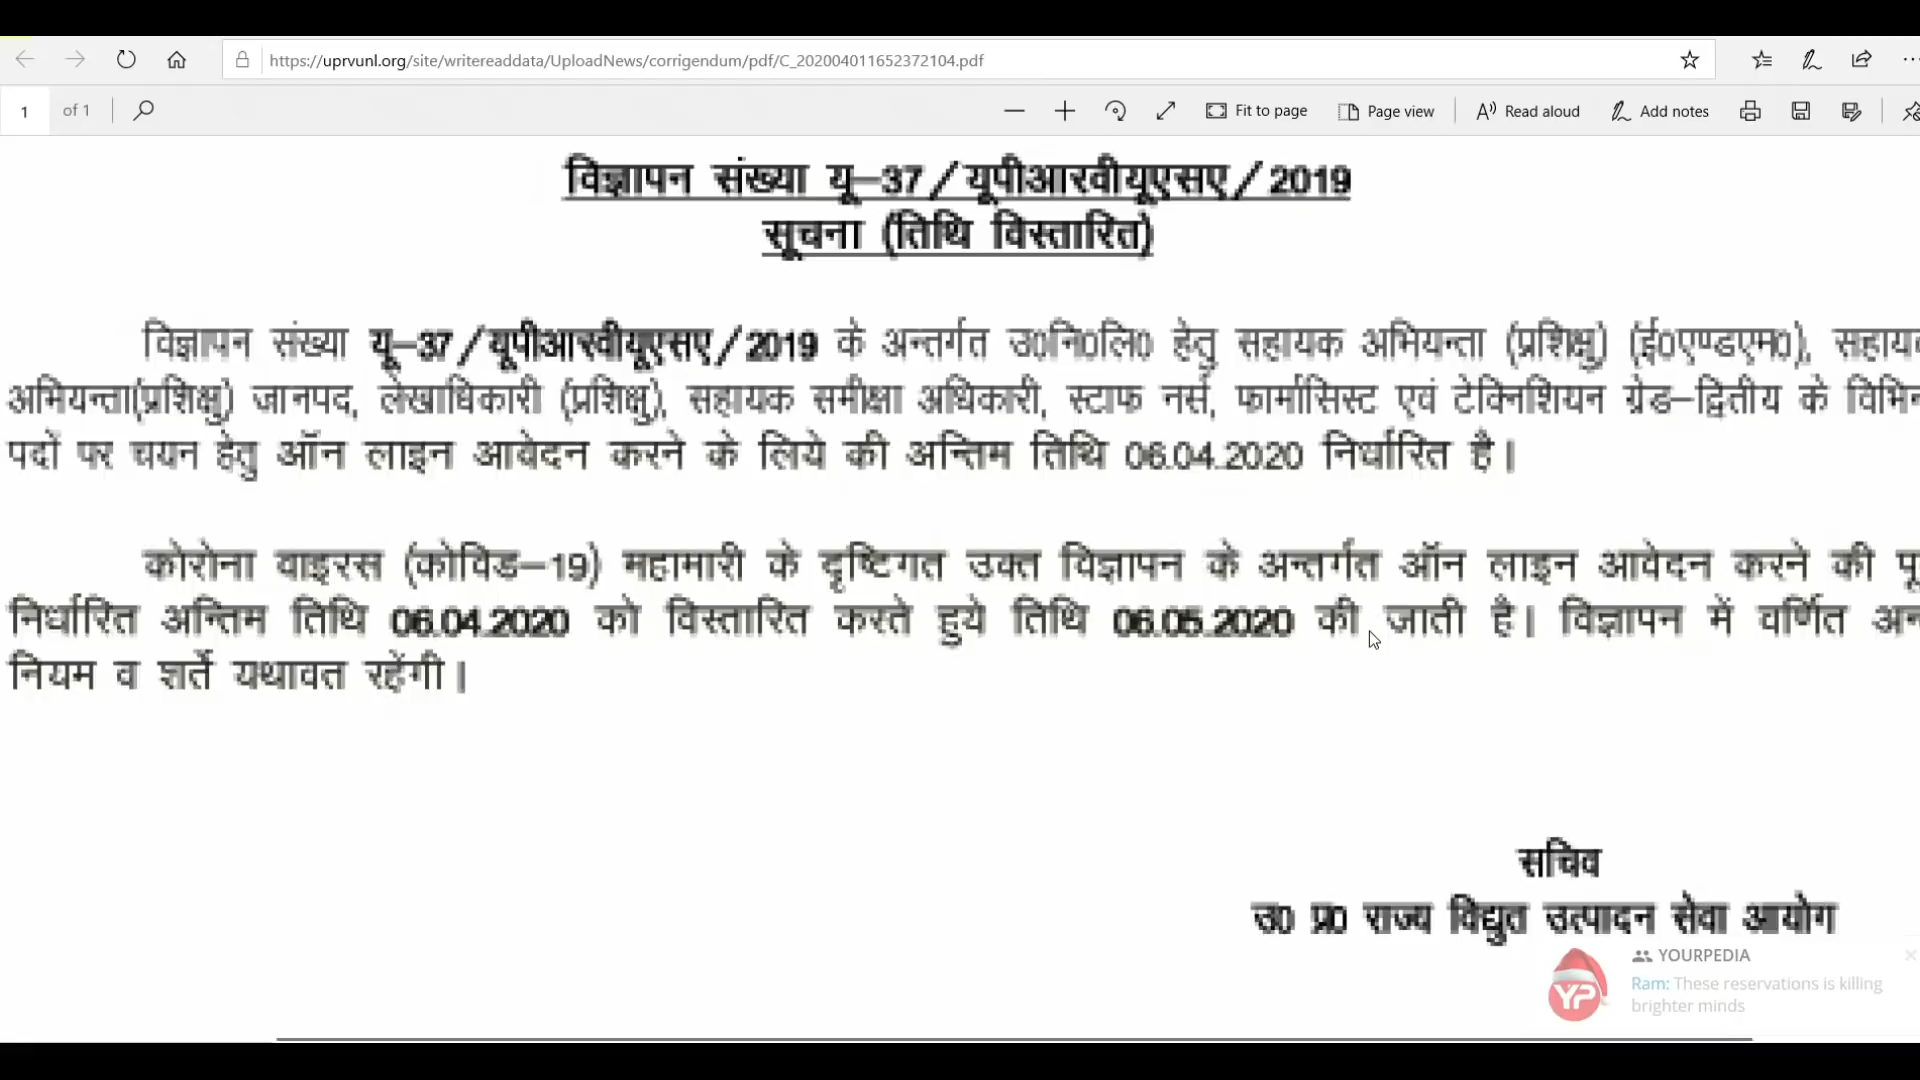 https://uprvunl.org/site/writereaddata/UploadNews/corrigendum/pdf/C_202004011652372104.pdf
1 of 1 Fit to page Page view Read aloud Add notes
विज्ञापन संख्या यू–37/यूपीआरवीयूएसए/2019
सूचना (तिथि विस्तारित)
विज्ञापन संख्या यू–37/यूपीआरवीयूएसए/2019 के अन्तर्गत उ0नि0लि0 हेतु सहायक अभियन्ता (प्रशिक्षु) (ई0एण्डएम0), सहाय
अभियन्ता(प्रशिक्षु) जानपद, लेखाधिकारी (प्रशिक्षु), सहायक समीक्षा अधिकारी, स्टाफ नर्स, फार्मासिस्ट एवं टेक्निशियन ग्रेड–द्वितीय के विभिन
पदों पर चयन हेतु ऑन लाइन आवेदन करने के लिये की अन्तिम तिथि 06.04.2020 निर्धारित है।
कोरोना वाइरस (कोविड–19) महामारी के दृष्टिगत उक्त विज्ञापन के अन्तर्गत ऑन लाइन आवेदन करने की पू
निर्धारित अन्तिम तिथि 06.04.2020 को विस्तारित करते हुये तिथि 06.05.2020 की जाती है। विज्ञापन में वर्णित अन
नियम व शर्ते यथावत रहेंगी।
सचिव
उ0 प्र0 राज्य विद्युत उत्पादन सेवा आयोग
YP YOURPEDIA
Ram: These reservations is killing
brighter minds